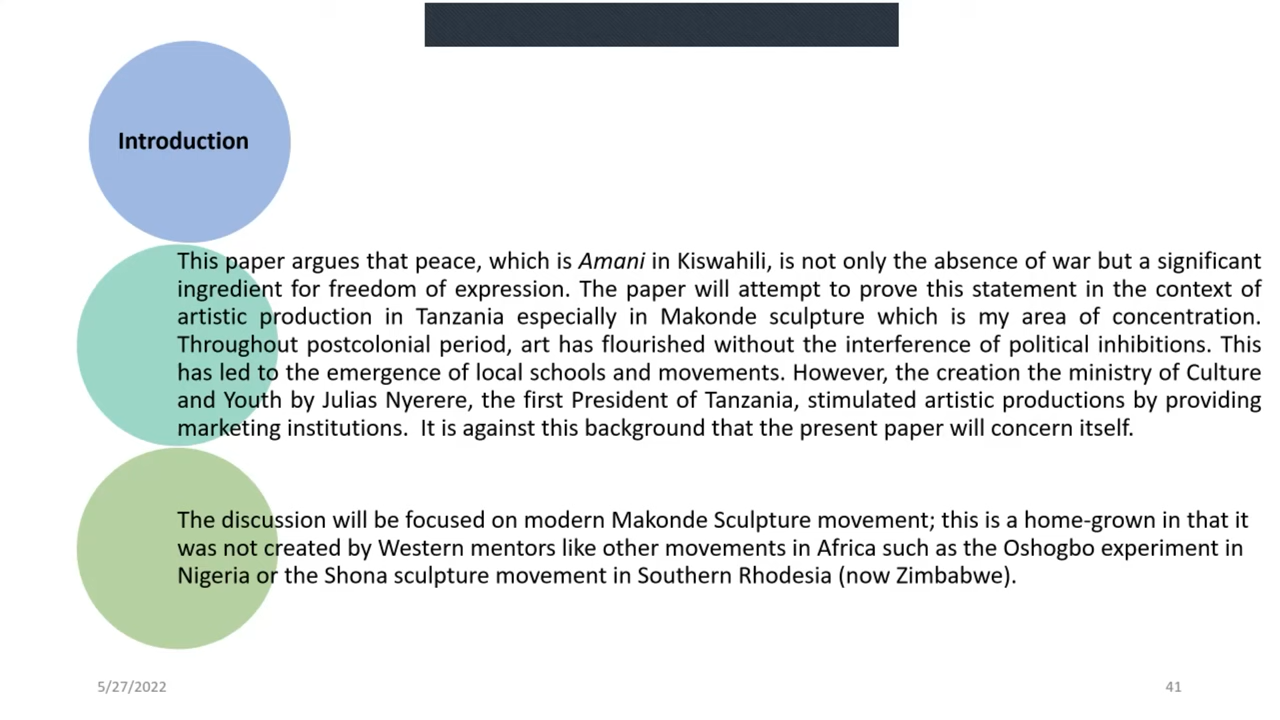 Introduction
This paper argues that peace, which is Amani in Kiswahili, is not only the absence of war but a significant
ingredient for freedom of expression. The paper will attempt to prove this statement in the context of
artistic production in Tanzania especially in Makonde sculpture which is my area of concentration.
Throughout postcolonial period, art has flourished without the interference of political inhibitions. This
has led to the emergence of local schools and movements. However, the creation the ministry of Culture
and Youth by Julias Nyerere, the first President of Tanzania, stimulated artistic productions by providing
marketing institutions. It is against this background that the present paper will concern itself.
The discussion will be focused on modern Makonde Sculpture movement; this is a home-grown in that it
was not created by Western mentors like other movements in Africa such as the Oshogbo experiment in
Nigeria or the Shona sculpture movement in Southern Rhodesia (now Zimbabwe).
5/27/2022
41